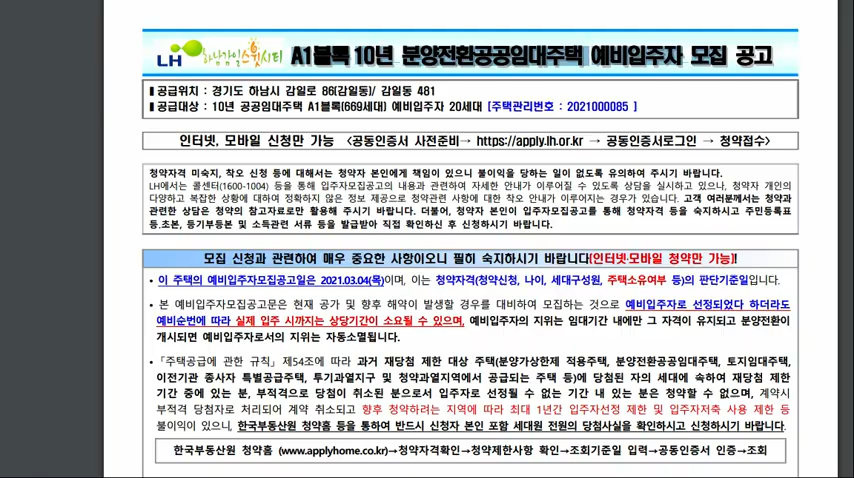 LH 하남감일스윗시티 A1블록 10년 분양전환공공임대주택 예비입주자 모집 공고
▮공급위치 : 경기도 하남시 감일로 86(감일동)/ 감일동 481
▮공급대상 : 10년 공공임대주택 A1블록(669세대) 예비입주자 20세대 [주택관리번호 : 2021000085 ]
인터넷, 모바일 신청만 가능 <공동인증서 사전준비→ https://apply.lh.or.kr → 공동인증서로그인 → 청약접수>
청약자격 미숙지, 착오 신청 등에 대해서는 청약자 본인에게 책임이 있으니 불이익을 당하는 일이 없도록 유의하여 주시기 바랍니다.
LH에서는 콜센터(1600-1004) 등을 통해 입주자모집공고의 내용과 관련하여 자세한 안내가 이루어질 수 있도록 상담을 실시하고 있으나, 청약자 개인의
다양하고 복잡한 상황에 대하여 정확하지 않은 정보 제공으로 청약관련 사항에 대한 착오 안내가 이루어지는 경우가 있습니다. 고객 여러분께서는 청약과
관련한 상담은 청약의 참고자료로만 활용해 주시기 바랍니다. 더불어, 청약자 본인이 입주자모집공고를 통해 청약자격 등을 숙지하시고 주민등록표
등.초본, 등기부등본 및 소득관련 서류 등을 발급받아 직접 확인하신 후 신청하시기 바랍니다.
모집 신청과 관련하여 매우 중요한 사항이오니 필히 숙지하시기 바랍니다(인터넷·모바일 청약만 가능)!
• 이 주택의 예비입주자모집공고일은 2021.03.04(목)이며, 이는 청약자격(청약신청, 나이, 세대구성원, 주택소유여부 등)의 판단기준일입니다.
• 본 예비입주자모집공고문은 현재 공가 및 향후 해약이 발생할 경우를 대비하여 모집하는 것으로 예비입주자로 선정되었다 하더라도
예비순번에 따라 실제 입주 시까지는 상당기간이 소요될 수 있으며, 예비입주자의 지위는 임대기간 내에만 그 자격이 유지되고 분양전환이
개시되면 예비입주자로서의 지위는 자동소멸됩니다.
• 「주택공급에 관한 규칙」 제54조에 따라 과거 재당첨 제한 대상 주택(분양가상한제 적용주택, 분양전환공공임대주택, 토지임대주택,
이전기관 종사자 특별공급주택, 투기과열지구 및 청약과열지역에서 공급되는 주택 등)에 당첨된 자의 세대에 속하여 재당첨 제한
기간 중에 있는 분, 부적격으로 당첨이 취소된 분으로서 입주자로 선정될 수 없는 기간 내 있는 분은 청약할 수 없으며, 계약시
부적격 당첨자로 처리되어 계약 취소되고 향후 청약하려는 지역에 따라 최대 1년간 입주자선정 제한 및 입주자저축 사용 제한 등
불이익이 있으니, 한국부동산원 청약홈 등을 통하여 반드시 신청자 본인 포함 세대원 전원의 당첨사실을 확인하시고 신청하시기 바랍니다.
한국부동산원 청약홈 (www.applyhome.co.kr)→청약자격확인→청약제한사항 확인→조회기준일 입력→공동인증서 인증→조회